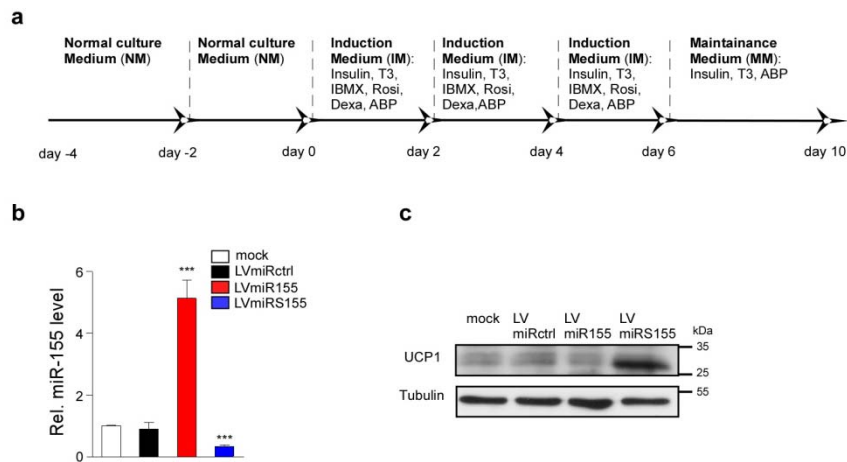 a
Normal culture
Medium (NM)
Normal culture
Medium (NM)
Induction
Medium (IM):
Insulin, T3,
IBMX, Rosi,
Dexa, ABP
Induction
Medium (IM):
Insulin, T3,
IBMX, Rosi,
Dexa,ABP
Induction
Medium (IM):
Insulin, T3,
IBMX, Rosi,
Dexa, ABP
Maintainance
Medium (MM):
Insulin, T3, ABP
day -4
day -2
day 0
day 2
day 4
day 6
day 10
b
mock
LVmiRctrl
LVmiR155
LVmiRS155
Rel. miR-155 level
6
4
2
0
***
***
c
mock
LV
miRctrl
LV
miR155
LV
miRS155
kDa
UCP1
35
25
Tubulin
55